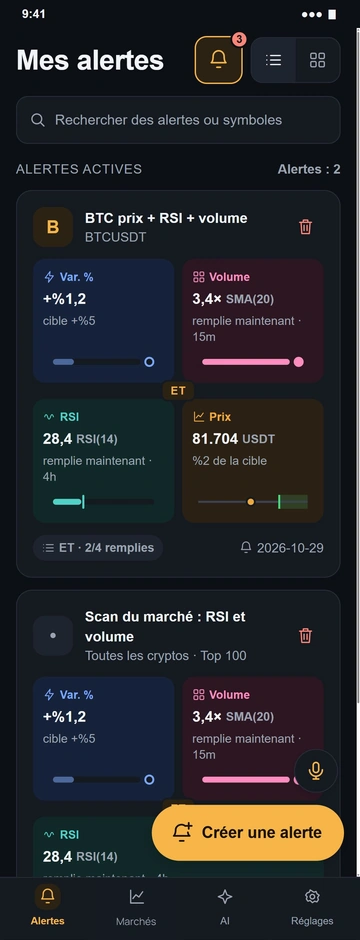 9:41
Mes alertes
3
Rechercher des alertes ou symboles
ALERTES ACTIVES
Alertes : 2
B
BTC prix + RSI + volume
BTCUSDT
Var. %
+%1,2
cible +%5
Volume
3,4× SMA(20)
remplie maintenant ·
15m
ET
RSI
28,4 RSI(14)
remplie maintenant ·
4h
Prix
81.704 USDT
%2 de la cible
ET · 2/4 remplies
2026-10-29
Scan du marché : RSI et
volume
Toutes les cryptos · Top 100
Var. %
+%1,2
cible +%5
Volume
3,4× SMA(20)
remplie maintenant ·
15m
Créer une alerte
RSI
28,4 RSI(14)
Alertes
Marchés
AI
Réglages